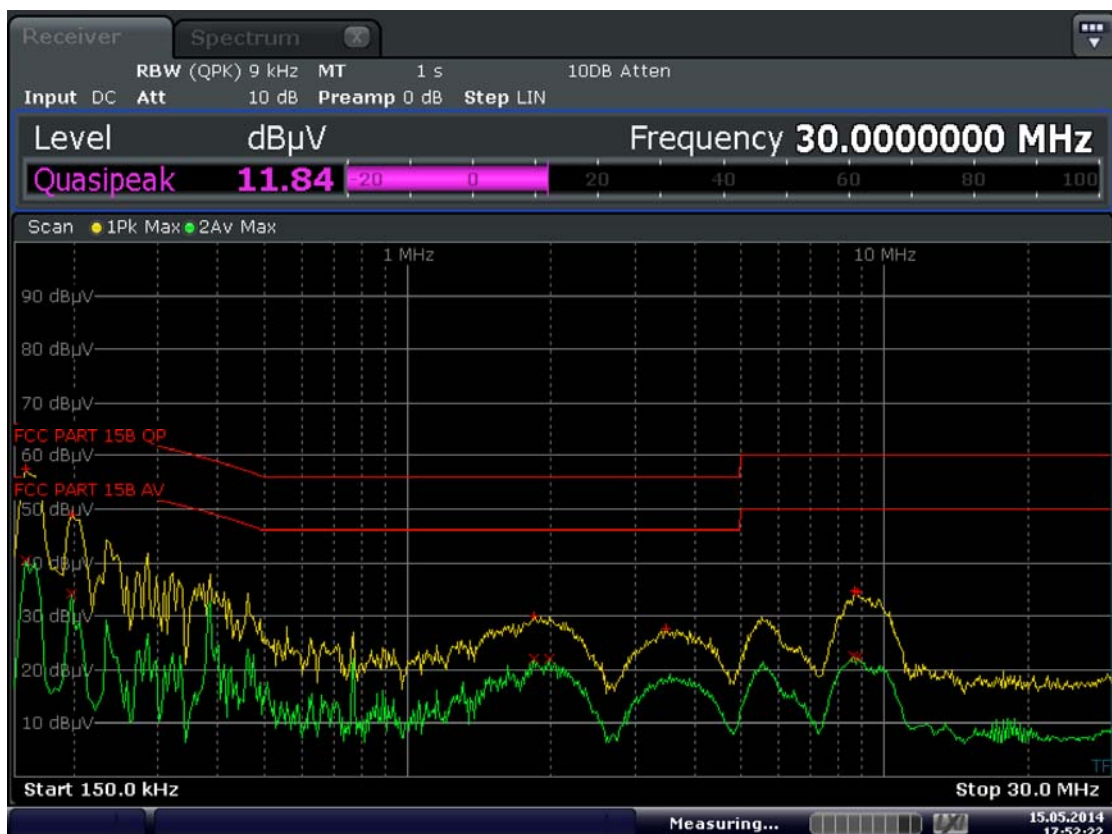 Receiver Spectrum X
RBW (QPK) 9 kHz MT 1 s 10DB Atten
Input DC Att 10 dB Preamp 0 dB Step LIN
Level dBµV Frequency 30.0000000 MHz
Quasipeak 11.84 -20 0 20 40 60 80 100
Scan 1Pk Max 2Av Max
1 MHz 10 MHz
90 dBµV
80 dBµV
70 dBµV
FCC PART 15B QP
60 dBµV
FCC PART 15B AV
50 dBµV
40 dBµV
30 dBµV
20 dBµV
10 dBµV
TF
Start 150.0 kHz Stop 30.0 MHz
Measuring... 15.05.2014
17:52:22